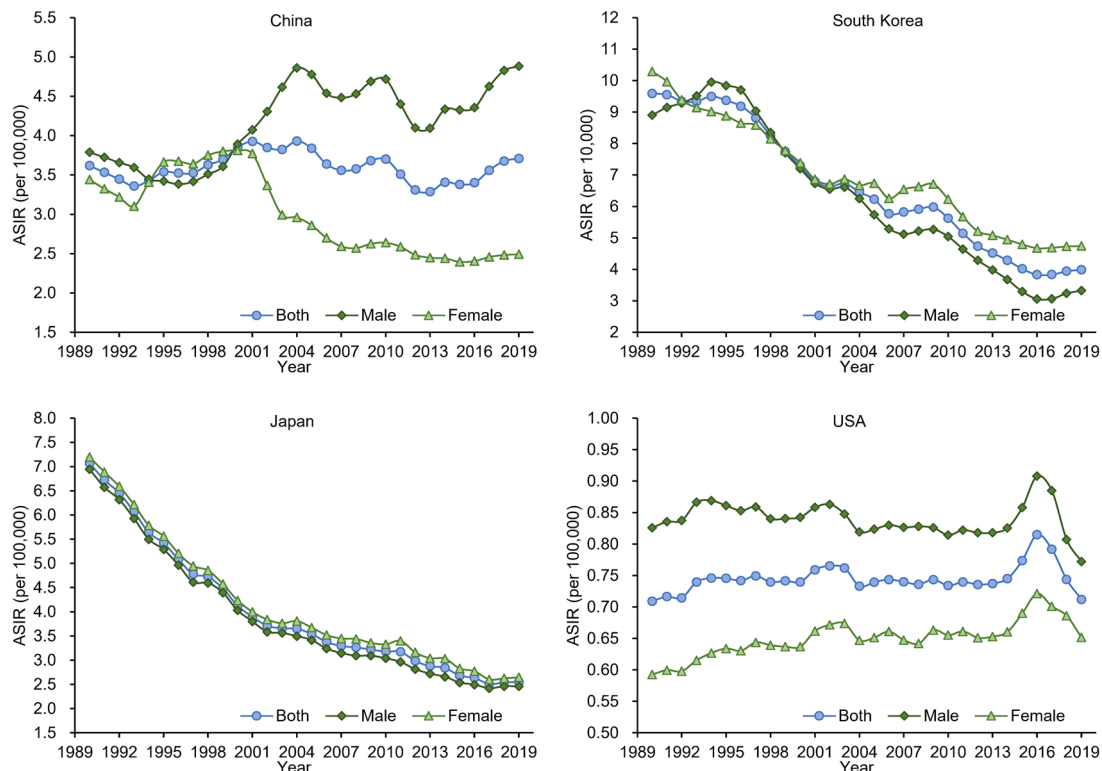 China
ASIR (per 100,000)
5.5
5.0
4.5
4.0
3.5
3.0
2.5
2.0
1.5
Both Male Female
1989 1992 1995 1998 2001 2004 2007 2010 2013 2016 2019
Year
South Korea
ASIR (per 10,000)
12
11
10
9
8
7
6
5
4
3
2
Both Male Female
1989 1992 1995 1998 2001 2004 2007 2010 2013 2016 2019
Year
Japan
ASIR (per 100,000)
8.0
7.5
7.0
6.5
6.0
5.5
5.0
4.5
4.0
3.5
3.0
2.5
2.0
1.5
Both Male Female
1989 1992 1995 1998 2001 2004 2007 2010 2013 2016 2019
Year
USA
ASIR (per 100,000)
1.00
0.95
0.90
0.85
0.80
0.75
0.70
0.65
0.60
0.55
0.50
Both Male Female
1989 1992 1995 1998 2001 2004 2007 2010 2013 2016 2019
Year